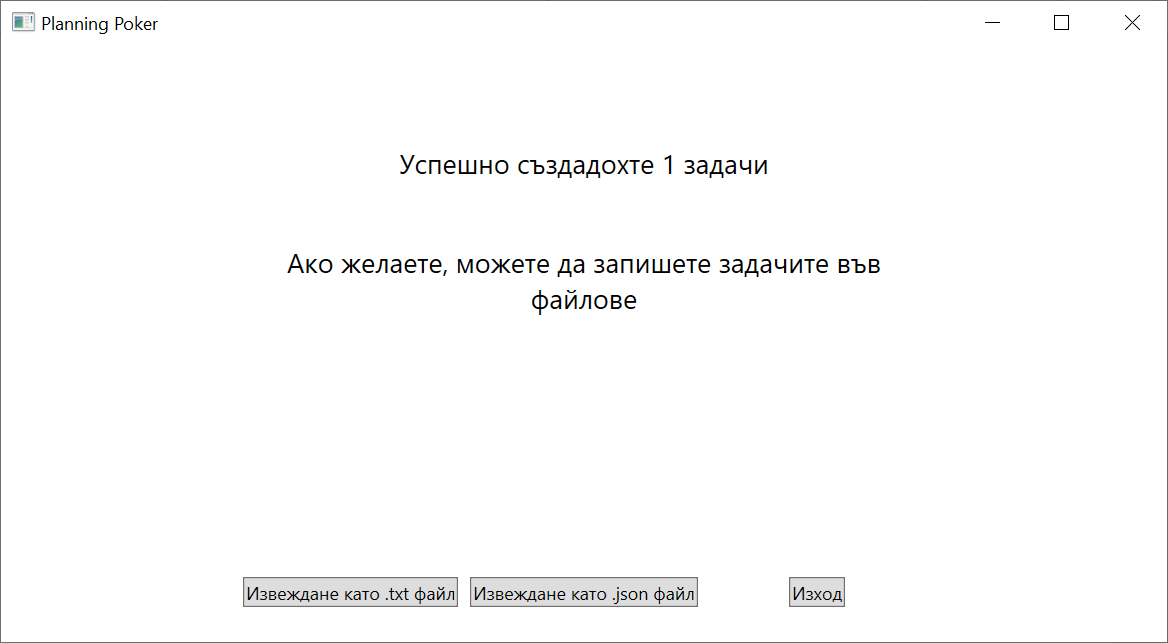 Planning Poker
Успешно създадохте 1 задачи
Ако желаете, можете да запишете задачите във
файлове
Извеждане като .txt файл
Извеждане като .json файл
Изход